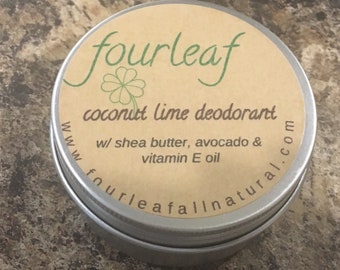 fourleaf
coconut lime deodorant
w/ shea butter, avocado &
vitamin E oil
www.fourleafallnatural.com